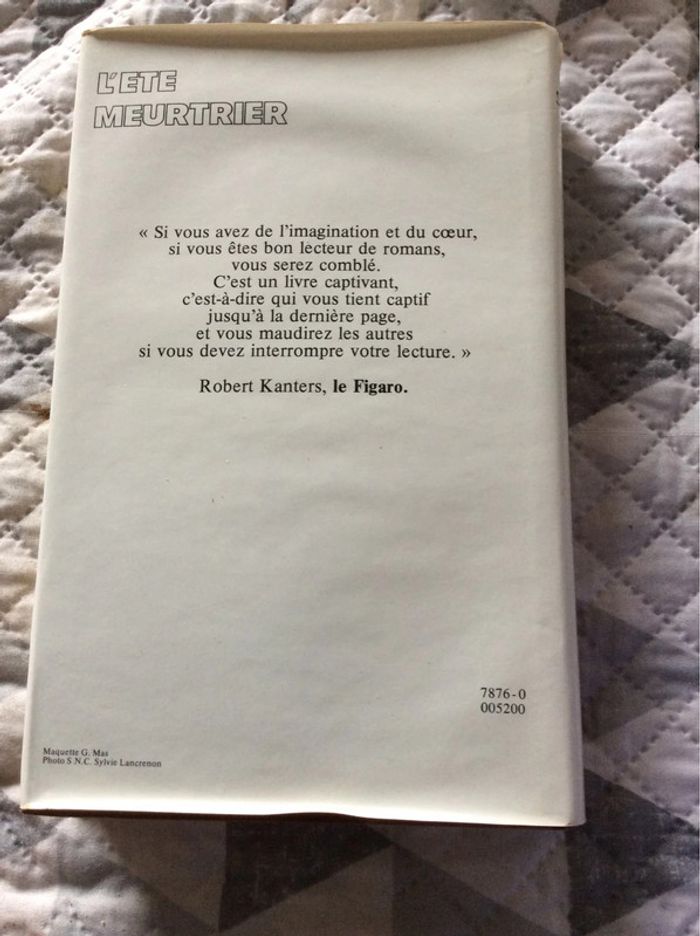 L'ETE
MEURTRIER
« Si vous avez de l'imagination et du cœur,
si vous êtes bon lecteur de romans,
vous serez comblé.
C'est un livre captivant,
c'est-à-dire qui vous tient captif
jusqu'à la dernière page,
et vous maudirez les autres
si vous devez interrompre votre lecture. »
Robert Kanters, le Figaro.
7876-0
005200
Maquette G. Mas
Photo S.N.C. Sylvie Lancrenon